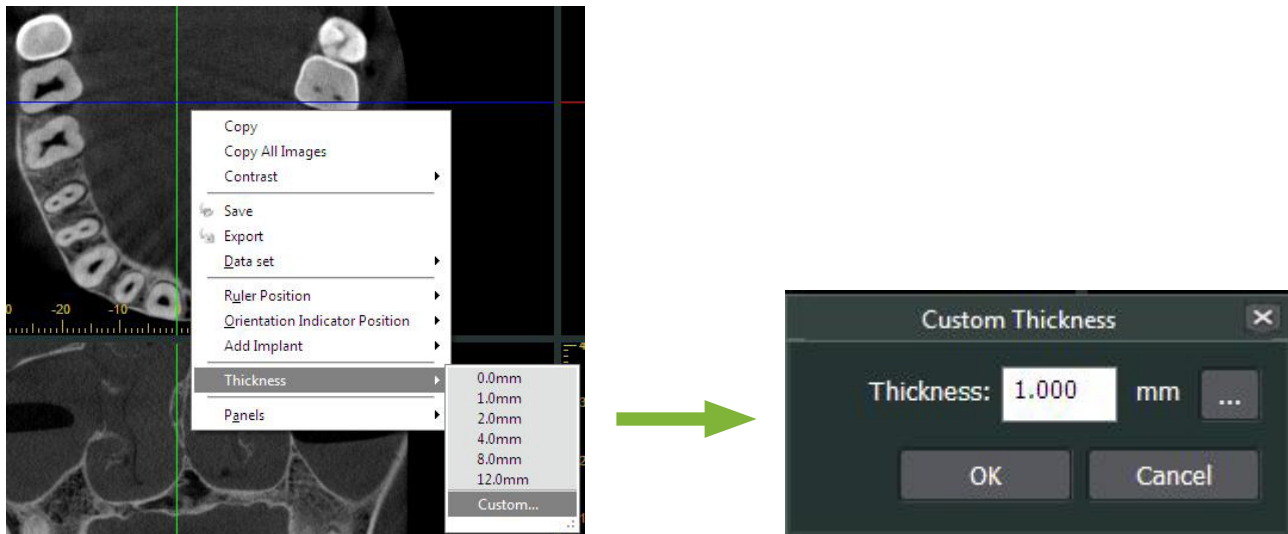 Copy
Copy All Images
Contrast
Save
Export
Data set
0 -20 -10
Ruler Position
Orientation Indicator Position
Add Implant
Thickness
Panels
0.0mm
1.0mm
2.0mm
4.0mm
8.0mm
12.0mm
Custom...
Custom Thickness
Thickness: 1.000 mm ...
OK Cancel